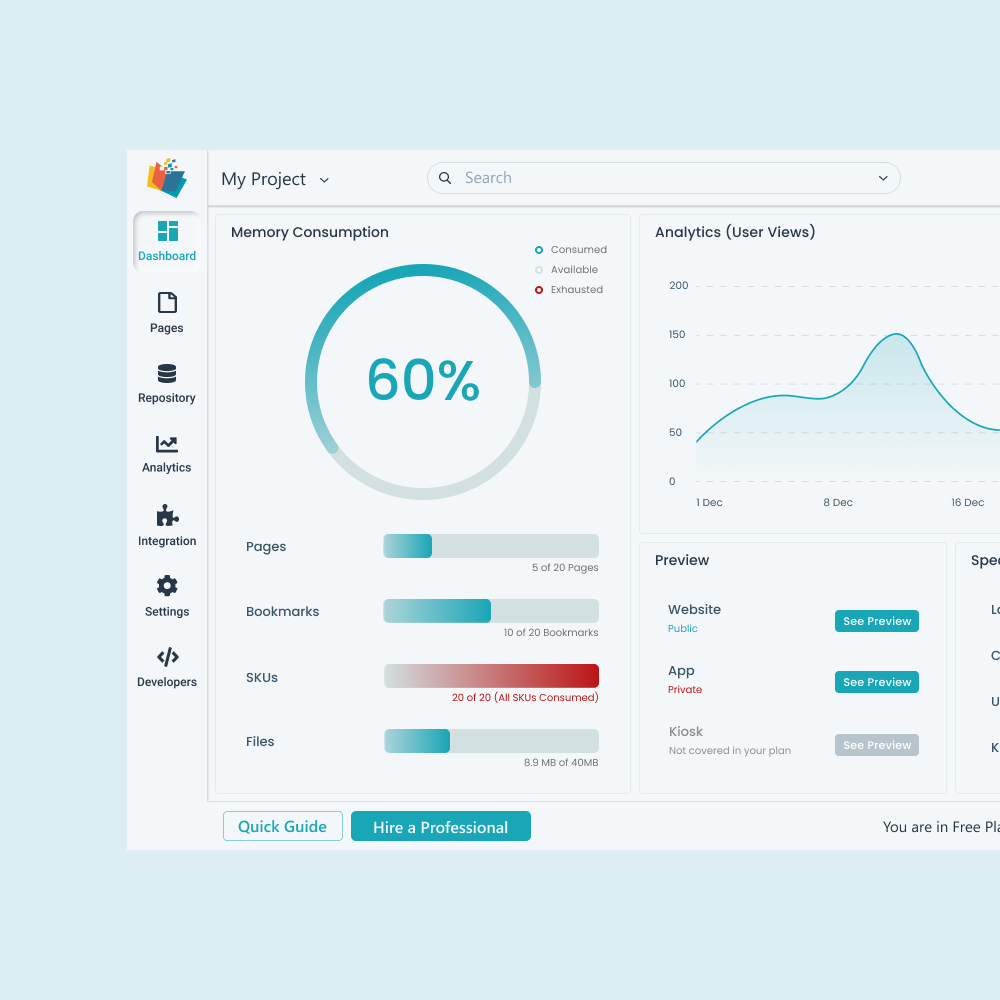 My Project
Search
Dashboard
Pages
Repository
Analytics
Integration
Settings
Developers
Memory Consumption
Consumed
Available
Exhausted
60%
Pages
5 of 20 Pages
Bookmarks
10 of 20 Bookmarks
SKUs
20 of 20 (All SKUs Consumed)
Files
8.9 MB of 40MB
Analytics (User Views)
200
150
100
50
0
1 Dec 8 Dec 16 Dec
Preview
Website
Public
See Preview
App
Private
See Preview
Kiosk
Not covered in your plan
See Preview
Quick Guide
Hire a Professional
You are in Free